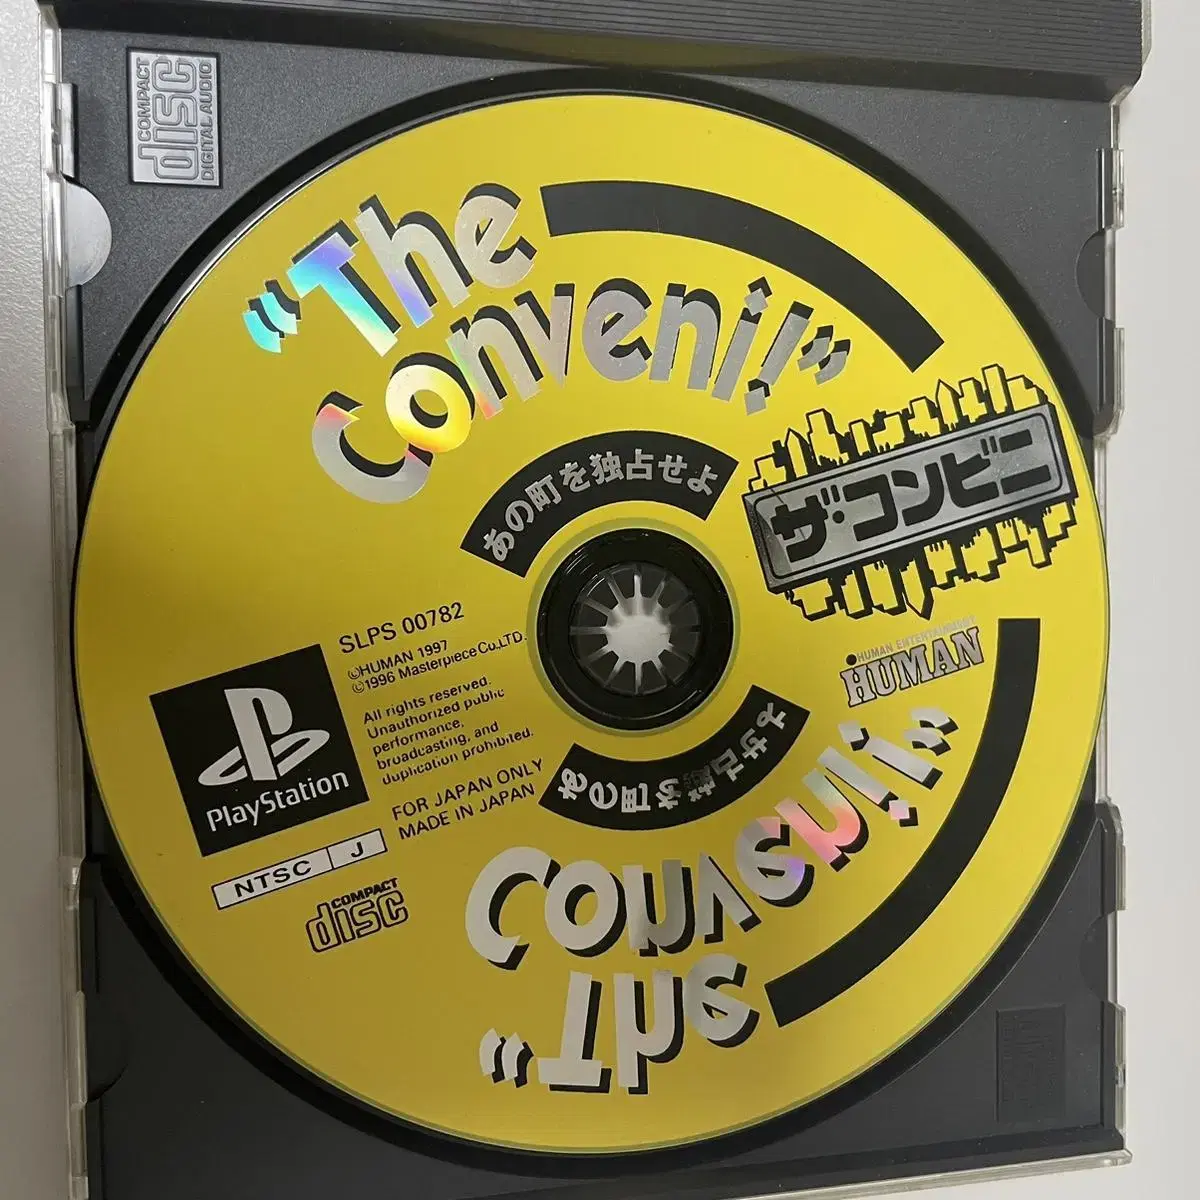 COMPACT
disc
DIGITAL AUDIO
"The
Conveni!"
あの町を独占せよ
ザ・コンビニ
HUMAN ENTERTAINMENT
HUMAN
SLPS 00782
©HUMAN 1997
©1996 Masterpiece Co.,LTD.
All rights reserved.
Unauthorized public
performance,
broadcasting, and
duplication prohibited.
FOR JAPAN ONLY
MADE IN JAPAN
PlayStation
NTSC J
COMPACT
disc
あの町を独占せよ
"The
Conveni!"